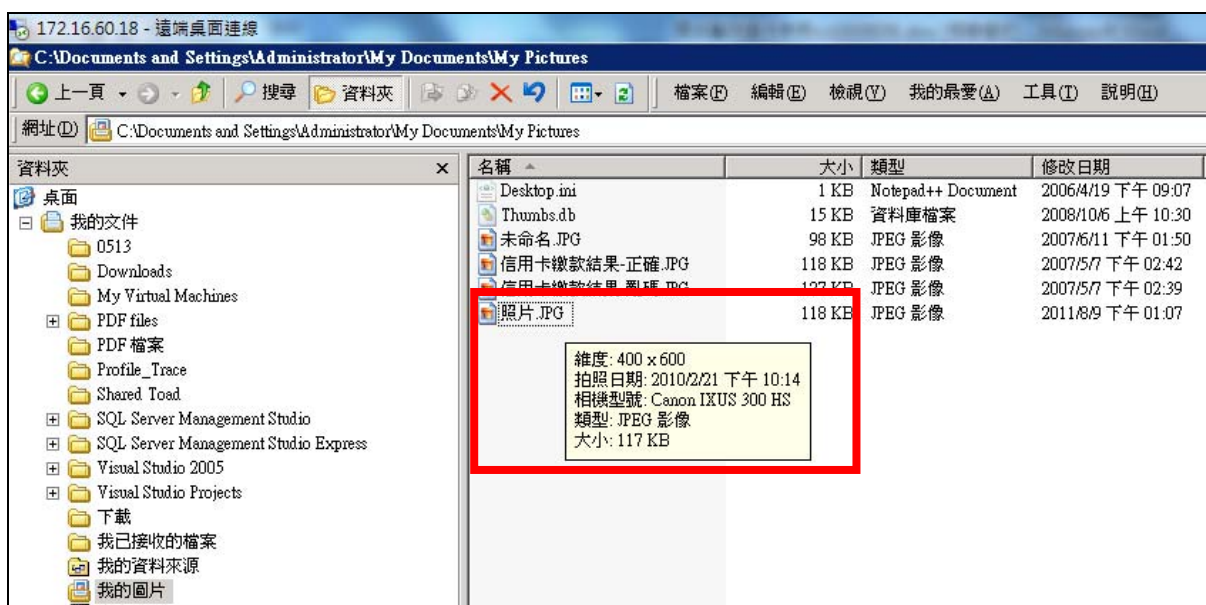 172.16.60.18 - 遠端桌面連線
C:\Documents and Settings\Administrator\My Documents\My Pictures
上一頁 搜尋 資料夾 檔案(F) 編輯(E) 檢視(V) 我的最愛(A) 工具(T) 說明(H)
網址(D) C:\Documents and Settings\Administrator\My Documents\My Pictures
資料夾 x
桌面
我的文件
0513
Downloads
My Virtual Machines
PDF files
PDF 檔案
Profile_Trace
Shared Toad
SQL Server Management Studio
SQL Server Management Studio Express
Visual Studio 2005
Visual Studio Projects
下載
我已接收的檔案
我的資料來源
我的圖片
名稱 大小 類型 修改日期
Desktop.ini 1 KB Notepad++ Document 2006/4/19 下午 09:07
Thumbs.db 15 KB 資料庫檔案 2008/10/6 上午 10:30
未命名.JPG 98 KB JPEG 影像 2007/6/11 下午 01:50
信用卡繳款結果-正確.JPG 118 KB JPEG 影像 2007/5/7 下午 02:42
信用卡繳款結果-亂碼.JPG 127 KB JPEG 影像 2007/5/7 下午 02:39
照片.JPG 118 KB JPEG 影像 2011/8/9 下午 01:07
維度: 400 x 600
拍照日期: 2010/2/21 下午 10:14
相機型號: Canon IXUS 300 HS
類型: JPEG 影像
大小: 117 KB